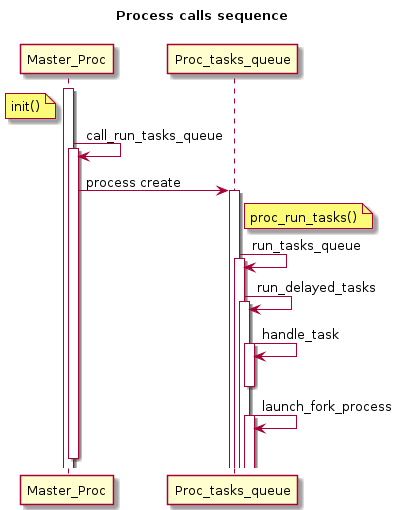 Process calls sequence
Master_Proc
Proc_tasks_queue
init()
call_run_tasks_queue
process create
proc_run_tasks()
run_tasks_queue
run_delayed_tasks
handle_task
launch_fork_process
Master_Proc
Proc_tasks_queue